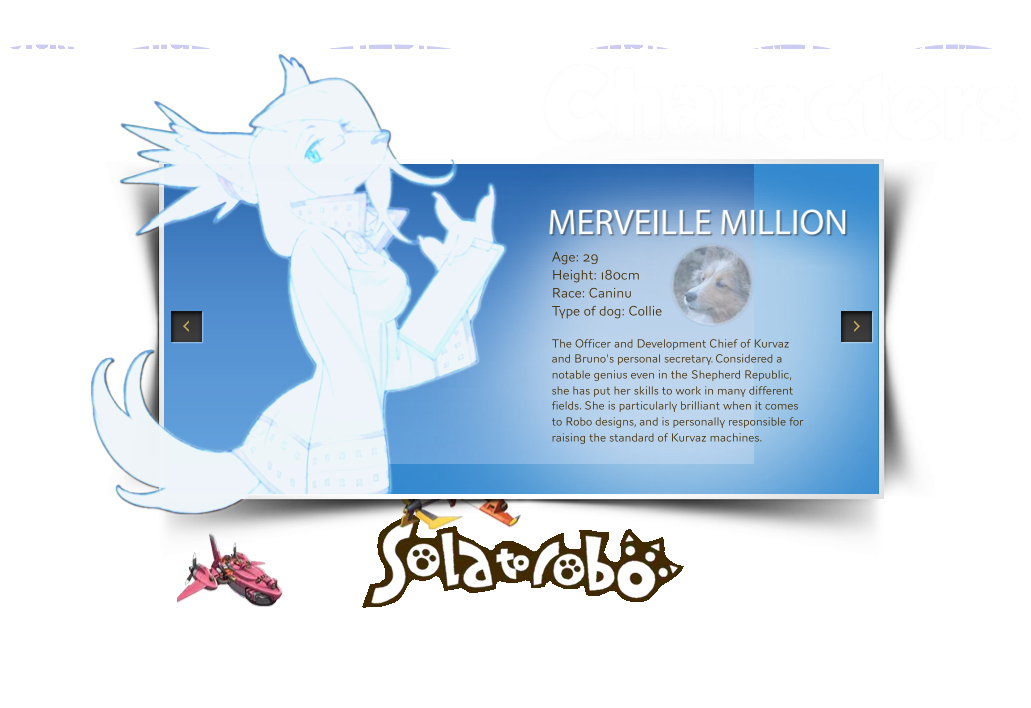 Characters
MERVEILLE MILLION
Age: 29
Height: 180cm
Race: Caninu
Type of dog: Collie
The Officer and Development Chief of Kurvaz
and Bruno's personal secretary. Considered a
notable genius even in the Shepherd Republic,
she has put her skills to work in many different
fields. She is particularly brilliant when it comes
to Robo designs, and is personally responsible for
raising the standard of Kurvaz machines.
Solatorobo